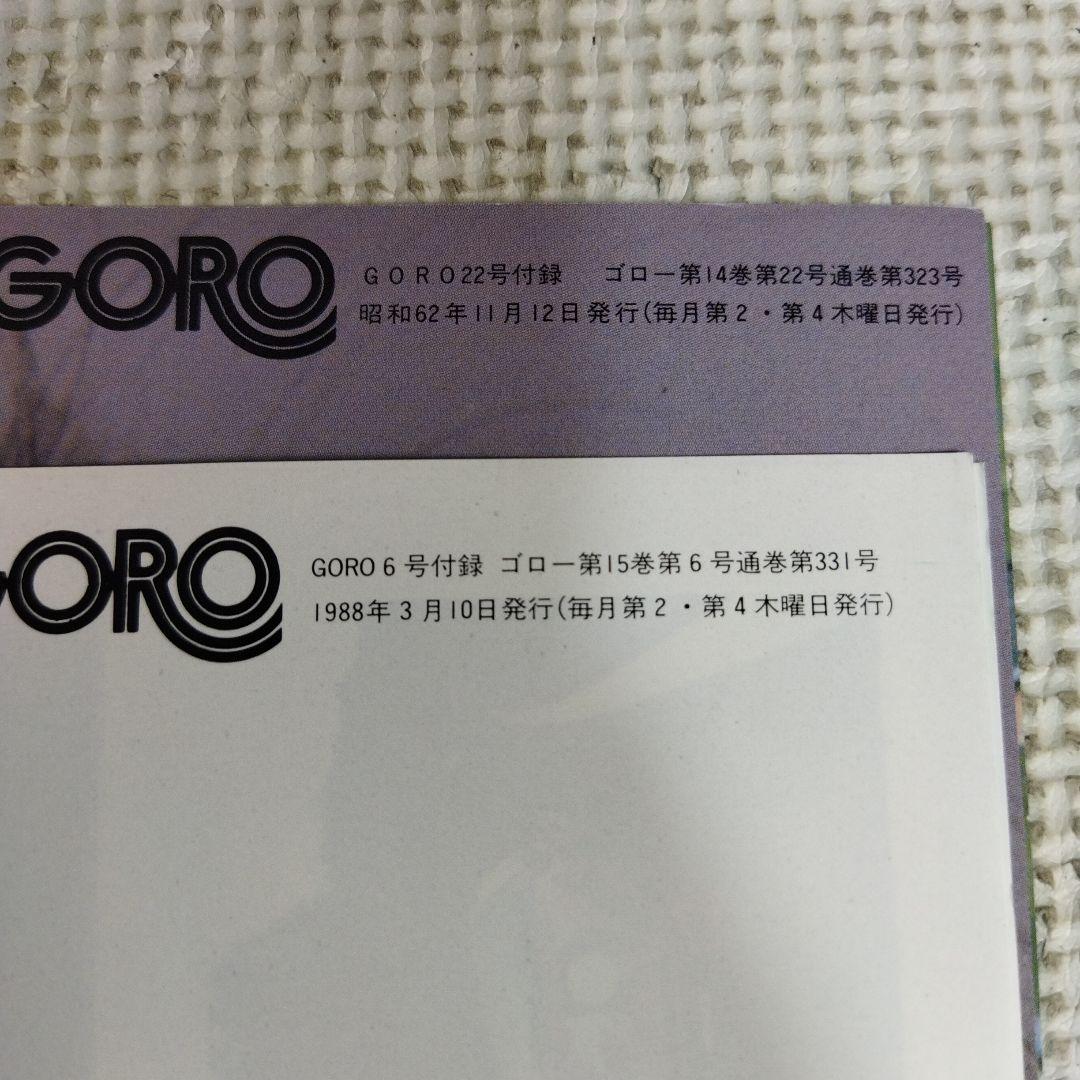 GORO
GORO22号付録 ゴロー第14巻第22号通巻第323号
昭和62年11月12日発行(毎月第2・第4木曜日発行)
GORO
GORO6号付録 ゴロー第15巻第6号通巻第331号
1988年3月10日発行(毎月第2・第4木曜日発行)